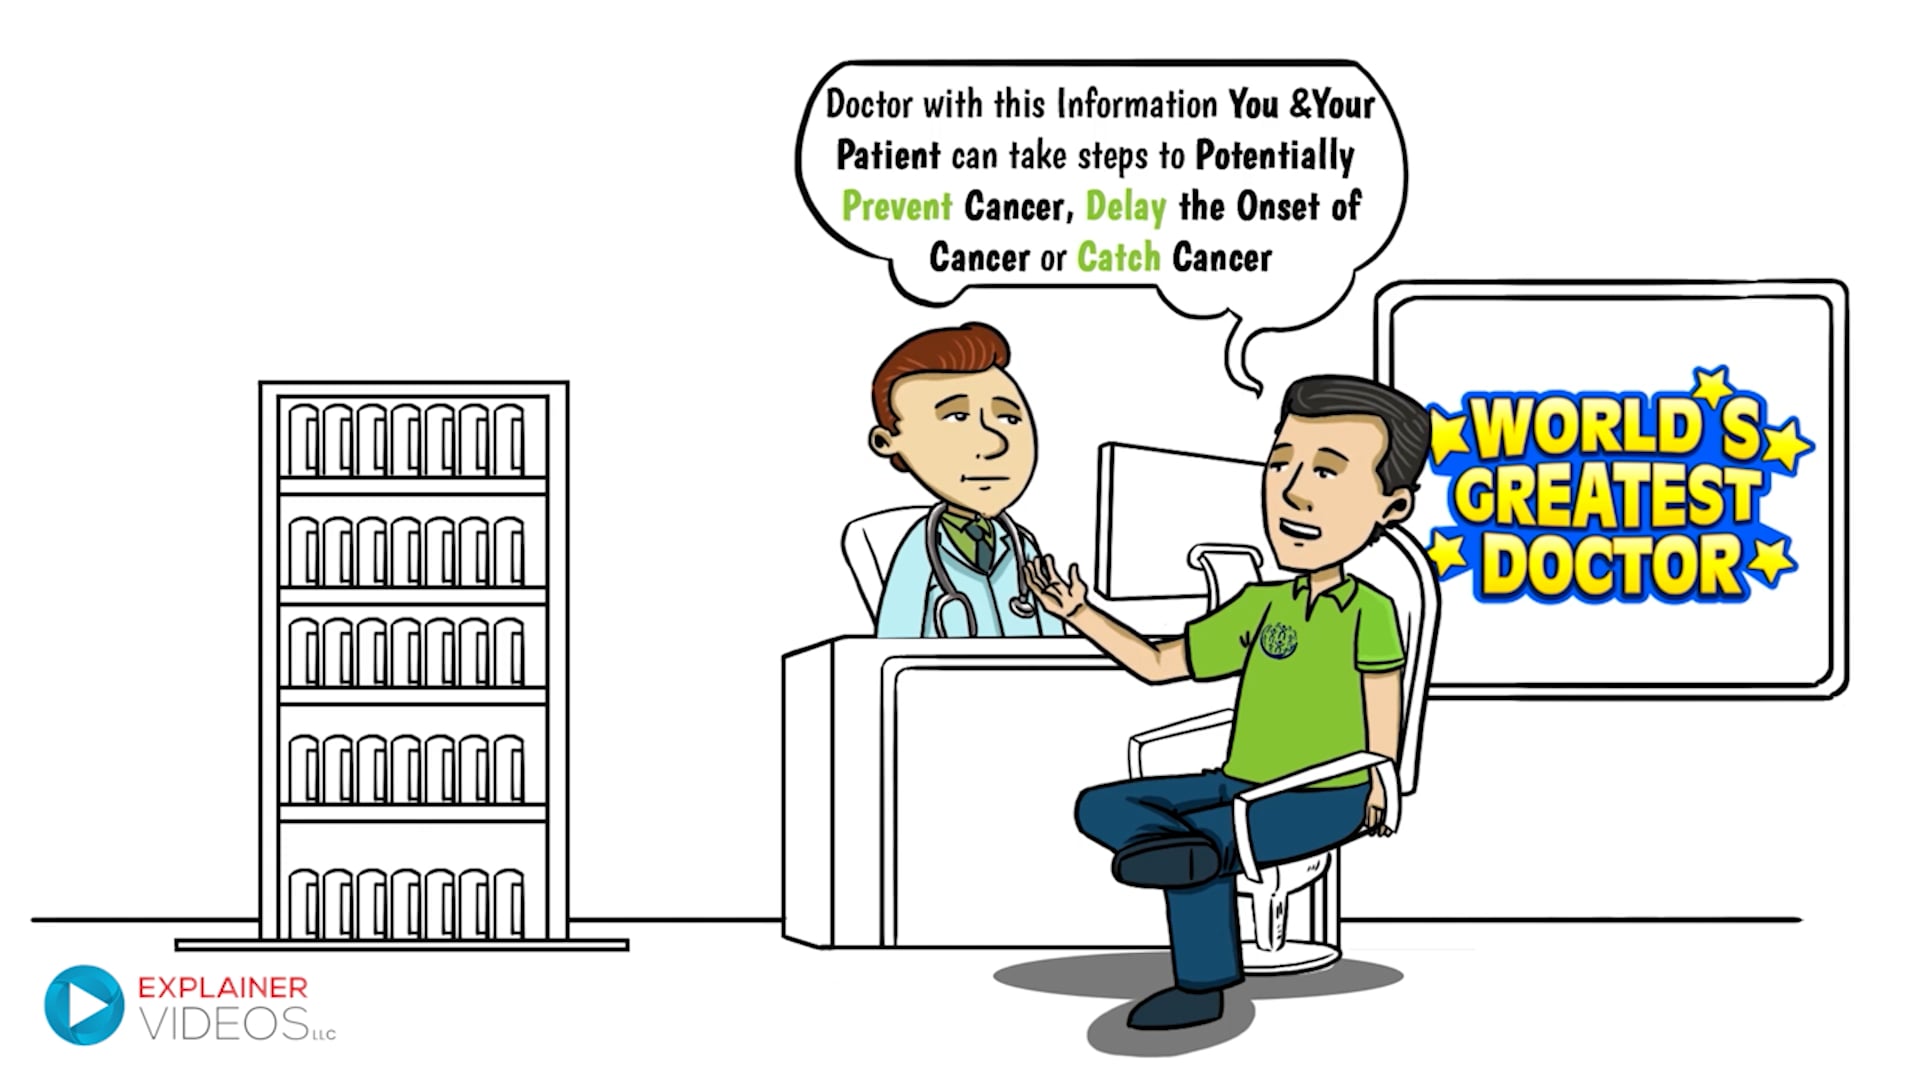 Doctor with this Information You &Your
Patient can take steps to Potentially
Prevent Cancer, Delay the Onset of
Cancer or Catch Cancer
WORLD'S
GREATEST
DOCTOR
EXPLAINER
VIDEOS LLC